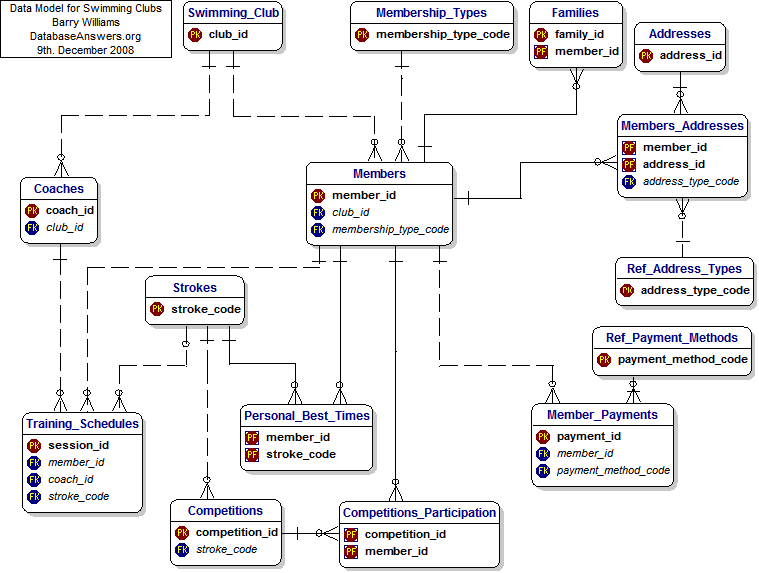 Data Model for Swimming Clubs
Barry Williams
DatabaseAnswers.org
9th. December 2008
Swimming_Club
PK club_id
Membership_Types
PK membership_type_code
Families
PK family_id
PF member_id
Addresses
PK address_id
Members_Addresses
PF member_id
PF address_id
FK address_type_code
Members
PK member_id
FK club_id
FK membership_type_code
Coaches
PK coach_id
FK club_id
Ref_Address_Types
PK address_type_code
Strokes
PK stroke_code
Ref_Payment_Methods
PK payment_method_code
Training_Schedules
PK session_id
FK member_id
FK coach_id
FK stroke_code
Personal_Best_Times
PF member_id
PF stroke_code
Member_Payments
PK payment_id
FK member_id
FK payment_method_code
Competitions
PK competition_id
FK stroke_code
Competitions_Participation
PF competition_id
PF member_id